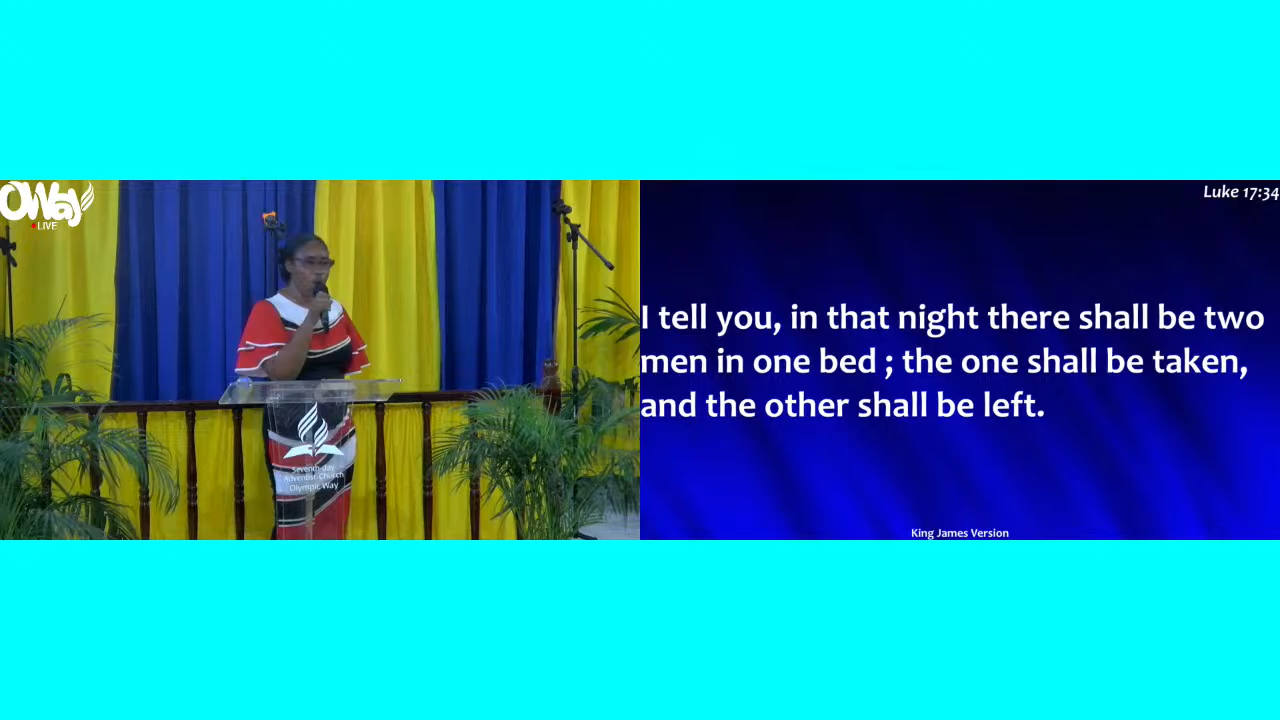 OWay
LIVE
Seventh-day
Adventist Church
Olympic Way
Luke 17:34
I tell you, in that night there shall be two
men in one bed ; the one shall be taken,
and the other shall be left.
King James Version